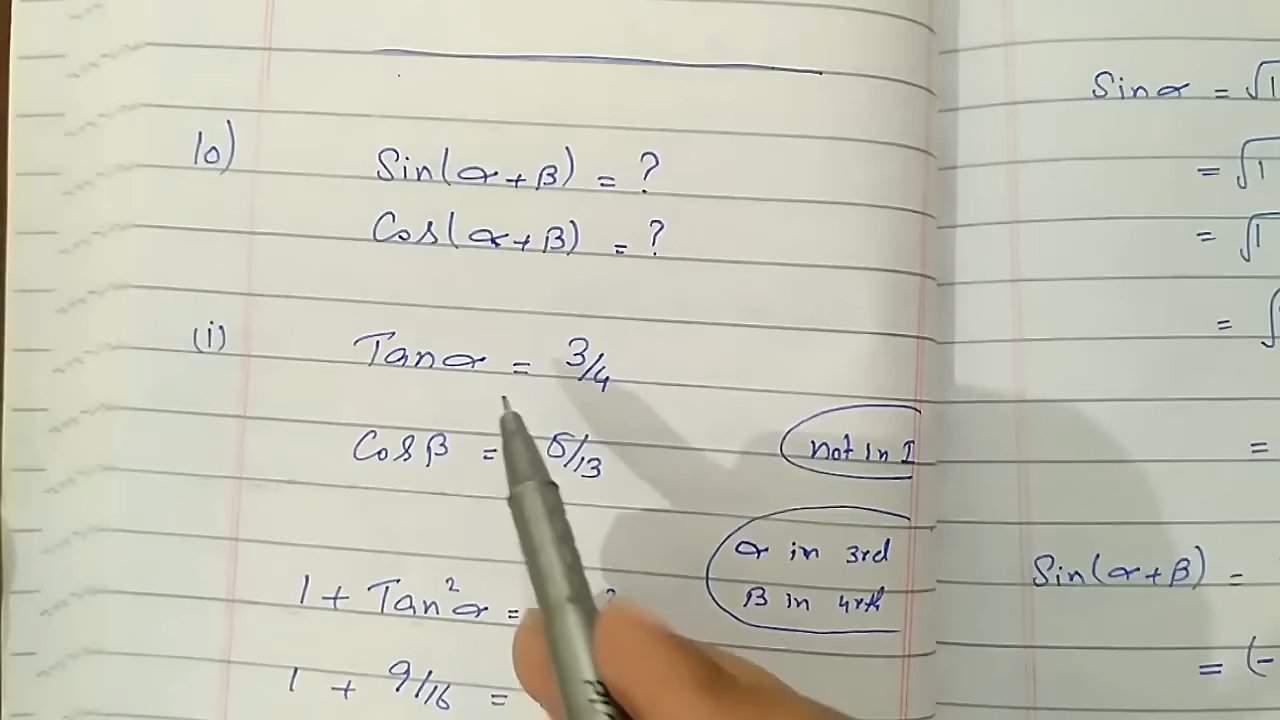 10) Sin(α+β) = ?
Cos(α+β) = ?
(i) Tanα = 3/4
Cosβ = 5/13
not in I
α in 3rd
β in 4rth
1 + Tan²α =
1 + 9/16 =
Sinα = √1
= √1
= √1
= √
=
Sin(α+β) =
= (-